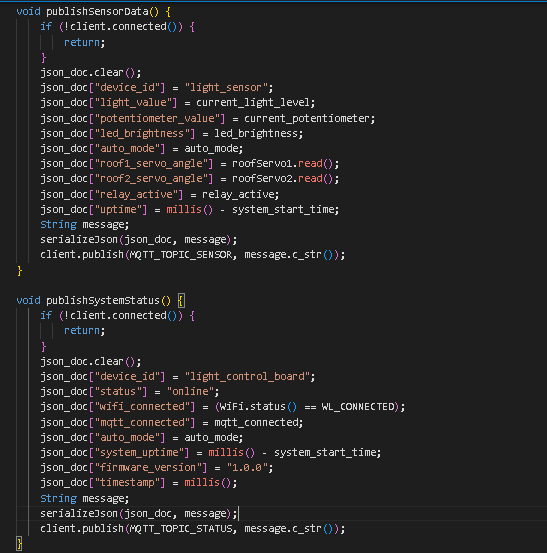 void publishSensorData() {
    if (!client.connected()) {
        return;
    }
    json_doc.clear();
    json_doc["device_id"] = "light_sensor";
    json_doc["light_value"] = current_light_level;
    json_doc["potentiometer_value"] = current_potentiometer;
    json_doc["led_brightness"] = led_brightness;
    json_doc["auto_mode"] = auto_mode;
    json_doc["roof1_servo_angle"] = roofServo1.read();
    json_doc["roof2_servo_angle"] = roofServo2.read();
    json_doc["relay_active"] = relay_active;
    json_doc["uptime"] = millis() - system_start_time;
    String message;
    serializeJson(json_doc, message);
    client.publish(MQTT_TOPIC_SENSOR, message.c_str());
}

void publishSystemStatus() {
    if (!client.connected()) {
        return;
    }
    json_doc.clear();
    json_doc["device_id"] = "light_control_board";
    json_doc["status"] = "online";
    json_doc["wifi_connected"] = (WiFi.status() == WL_CONNECTED);
    json_doc["mqtt_connected"] = mqtt_connected;
    json_doc["auto_mode"] = auto_mode;
    json_doc["system_uptime"] = millis() - system_start_time;
    json_doc["firmware_version"] = "1.0.0";
    json_doc["timestamp"] = millis();
    String message;
    serializeJson(json_doc, message);
    client.publish(MQTT_TOPIC_STATUS, message.c_str());
}